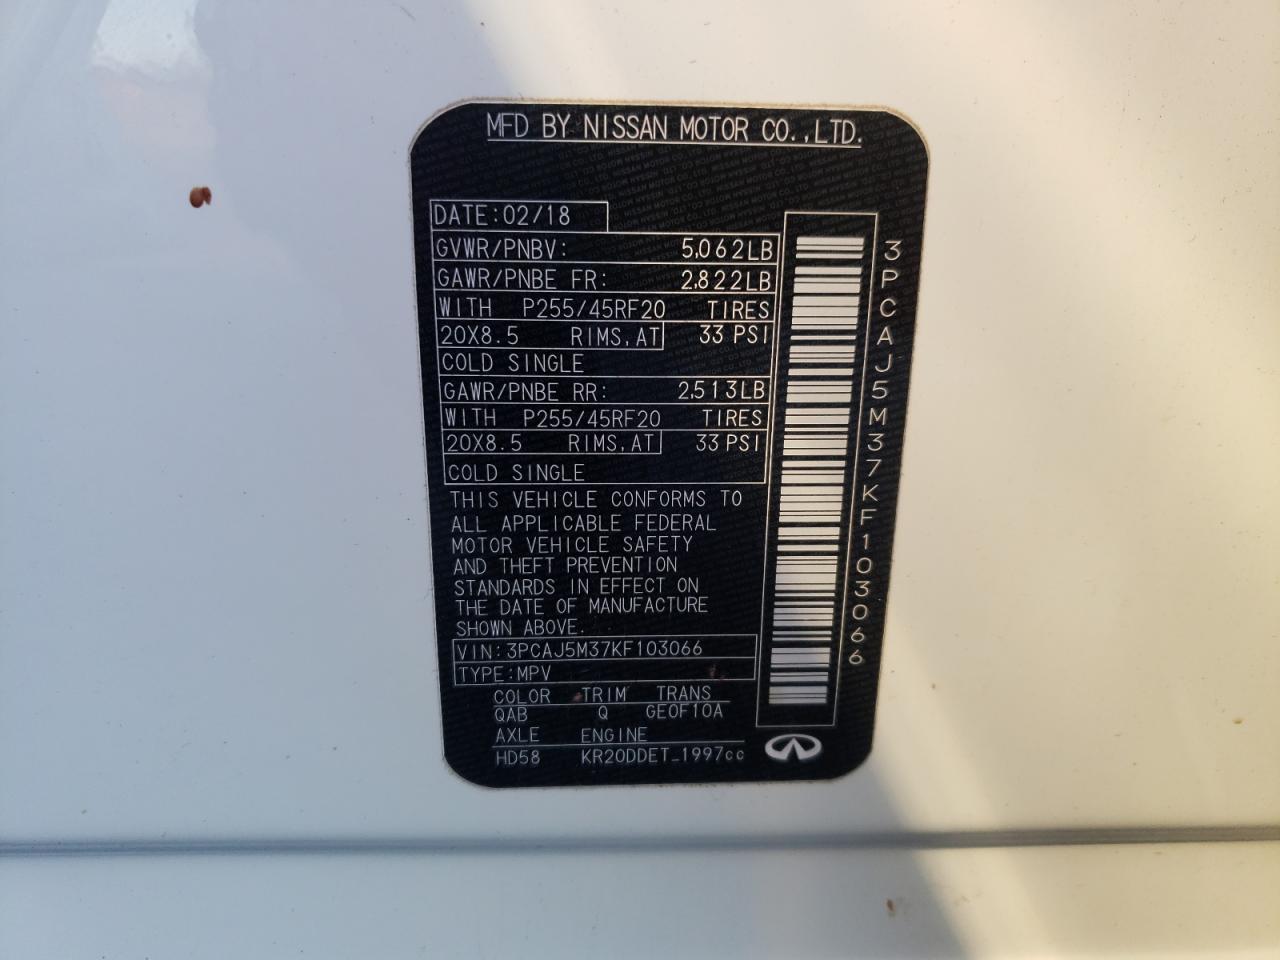 MFD BY NISSAN MOTOR CO.,LTD.
DATE:02/18
GVWR/PNBV: 5,062LB
GAWR/PNBE FR: 2,822LB
WITH P255/45RF20 TIRES
20X8.5 RIMS,AT 33 PSI
COLD SINGLE
GAWR/PNBE RR: 2,513LB
WITH P255/45RF20 TIRES
20X8.5 RIMS,AT 33 PSI
COLD SINGLE
THIS VEHICLE CONFORMS TO
ALL APPLICABLE FEDERAL
MOTOR VEHICLE SAFETY
AND THEFT PREVENTION
STANDARDS IN EFFECT ON
THE DATE OF MANUFACTURE
SHOWN ABOVE.
VIN:3PCAJ5M37KF103066
TYPE:MPV
COLOR TRIM TRANS
QAB Q GE0F10A
AXLE ENGINE
HD58 KR20DDET_1997cc
3PCAJ5M37KF103066